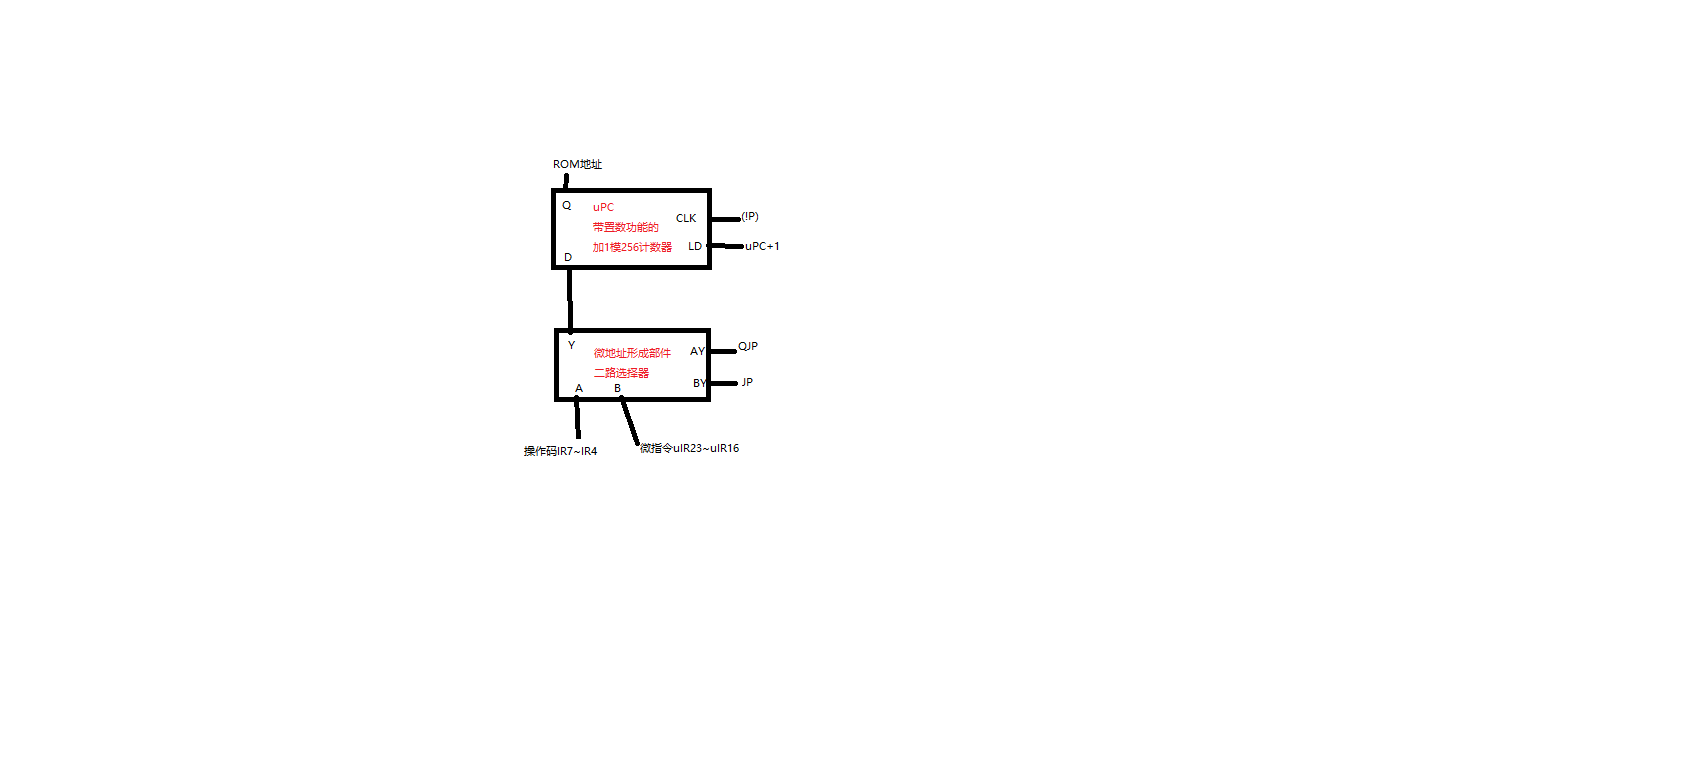 ROM地址
Q
uPC
带置数功能的
加1模256计数器
CLK
(!P)
LD
uPC+1
D
Y
微地址形成部件
二路选择器
AY
QJP
BY
JP
A
B
操作码IR7~IR4
微指令uIR23~uIR16